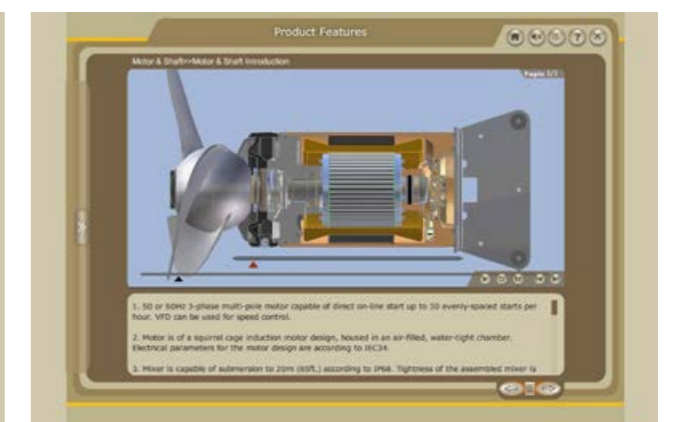 Product Features
Motor & Shaft>>Motor & Shaft Introduction
Topic 1/1
1. 50 or 60Hz 3-phase multi-pole motor capable of direct on-line start up to 30 evenly-spaced starts per
hour. VFD can be used for speed control.
2. Motor is of a squirrel cage induction motor design, housed in an air-filled, water-tight chamber.
Electrical parameters for the motor design are according to IEC34.
3. Mixer is capable of submersion to 20m (65ft.) according to IP68. Tightness of the assembled mixer is